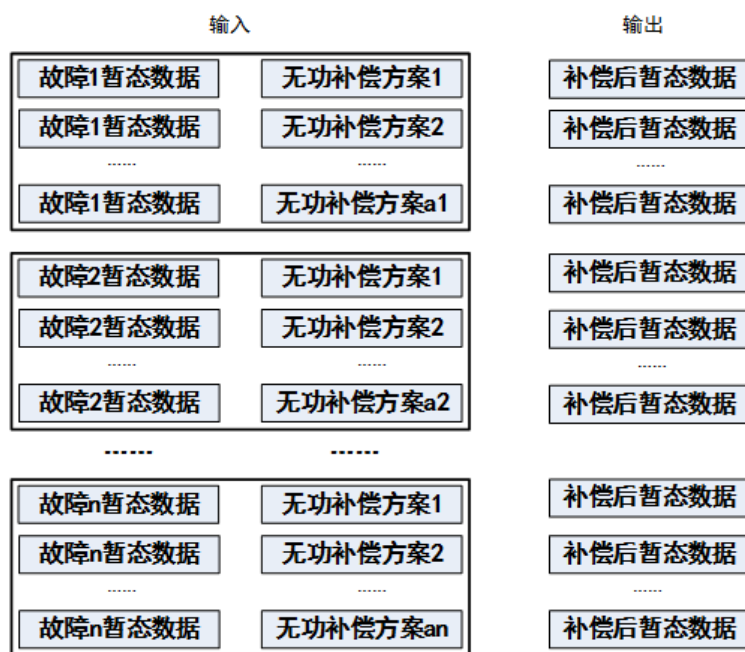 输入 输出
故障1暂态数据 无功补偿方案1 补偿后暂态数据
故障1暂态数据 无功补偿方案2 补偿后暂态数据
...... ...... ......
故障1暂态数据 无功补偿方案a1 补偿后暂态数据
故障2暂态数据 无功补偿方案1 补偿后暂态数据
故障2暂态数据 无功补偿方案2 补偿后暂态数据
...... ...... ......
故障2暂态数据 无功补偿方案a2 补偿后暂态数据
...... ......
故障n暂态数据 无功补偿方案1 补偿后暂态数据
故障n暂态数据 无功补偿方案2 补偿后暂态数据
...... ...... ......
故障n暂态数据 无功补偿方案an 补偿后暂态数据